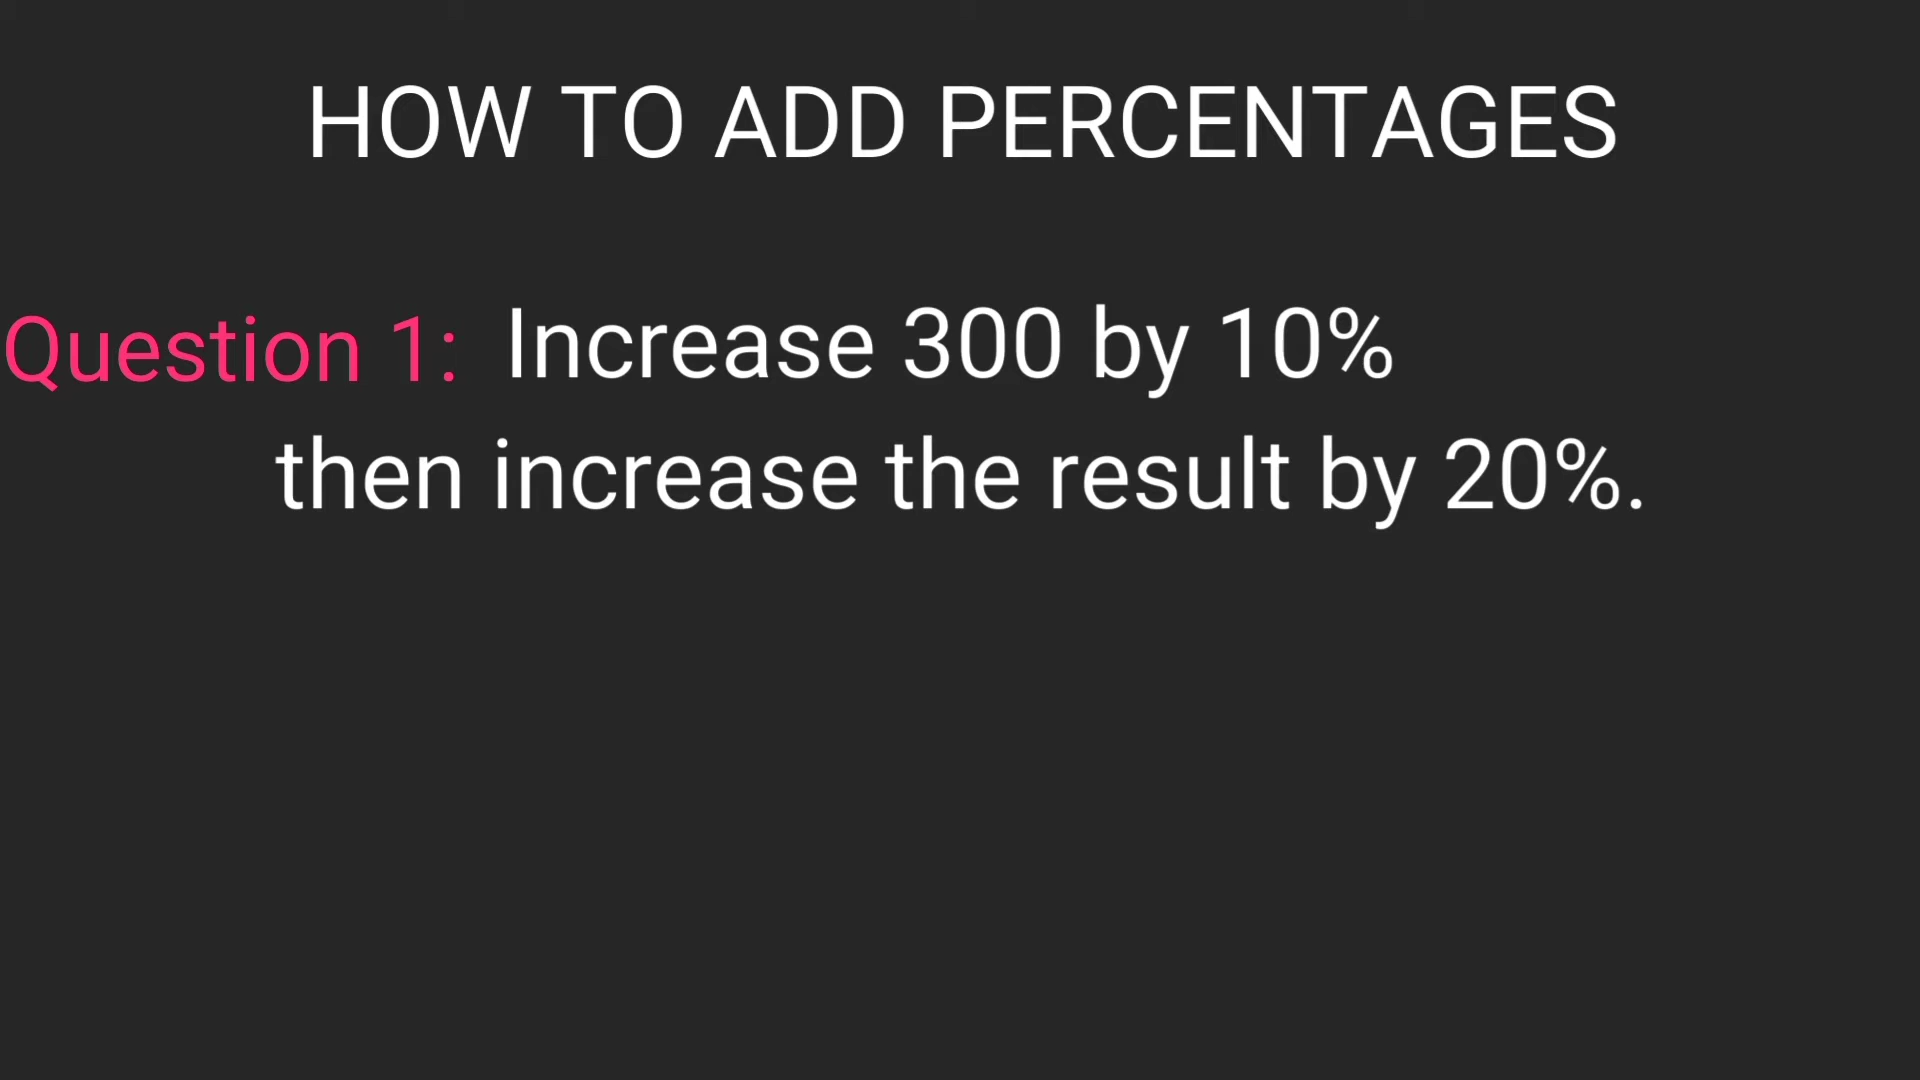 HOW TO ADD PERCENTAGES
Question 1: Increase 300 by 10%
then increase the result by 20%.